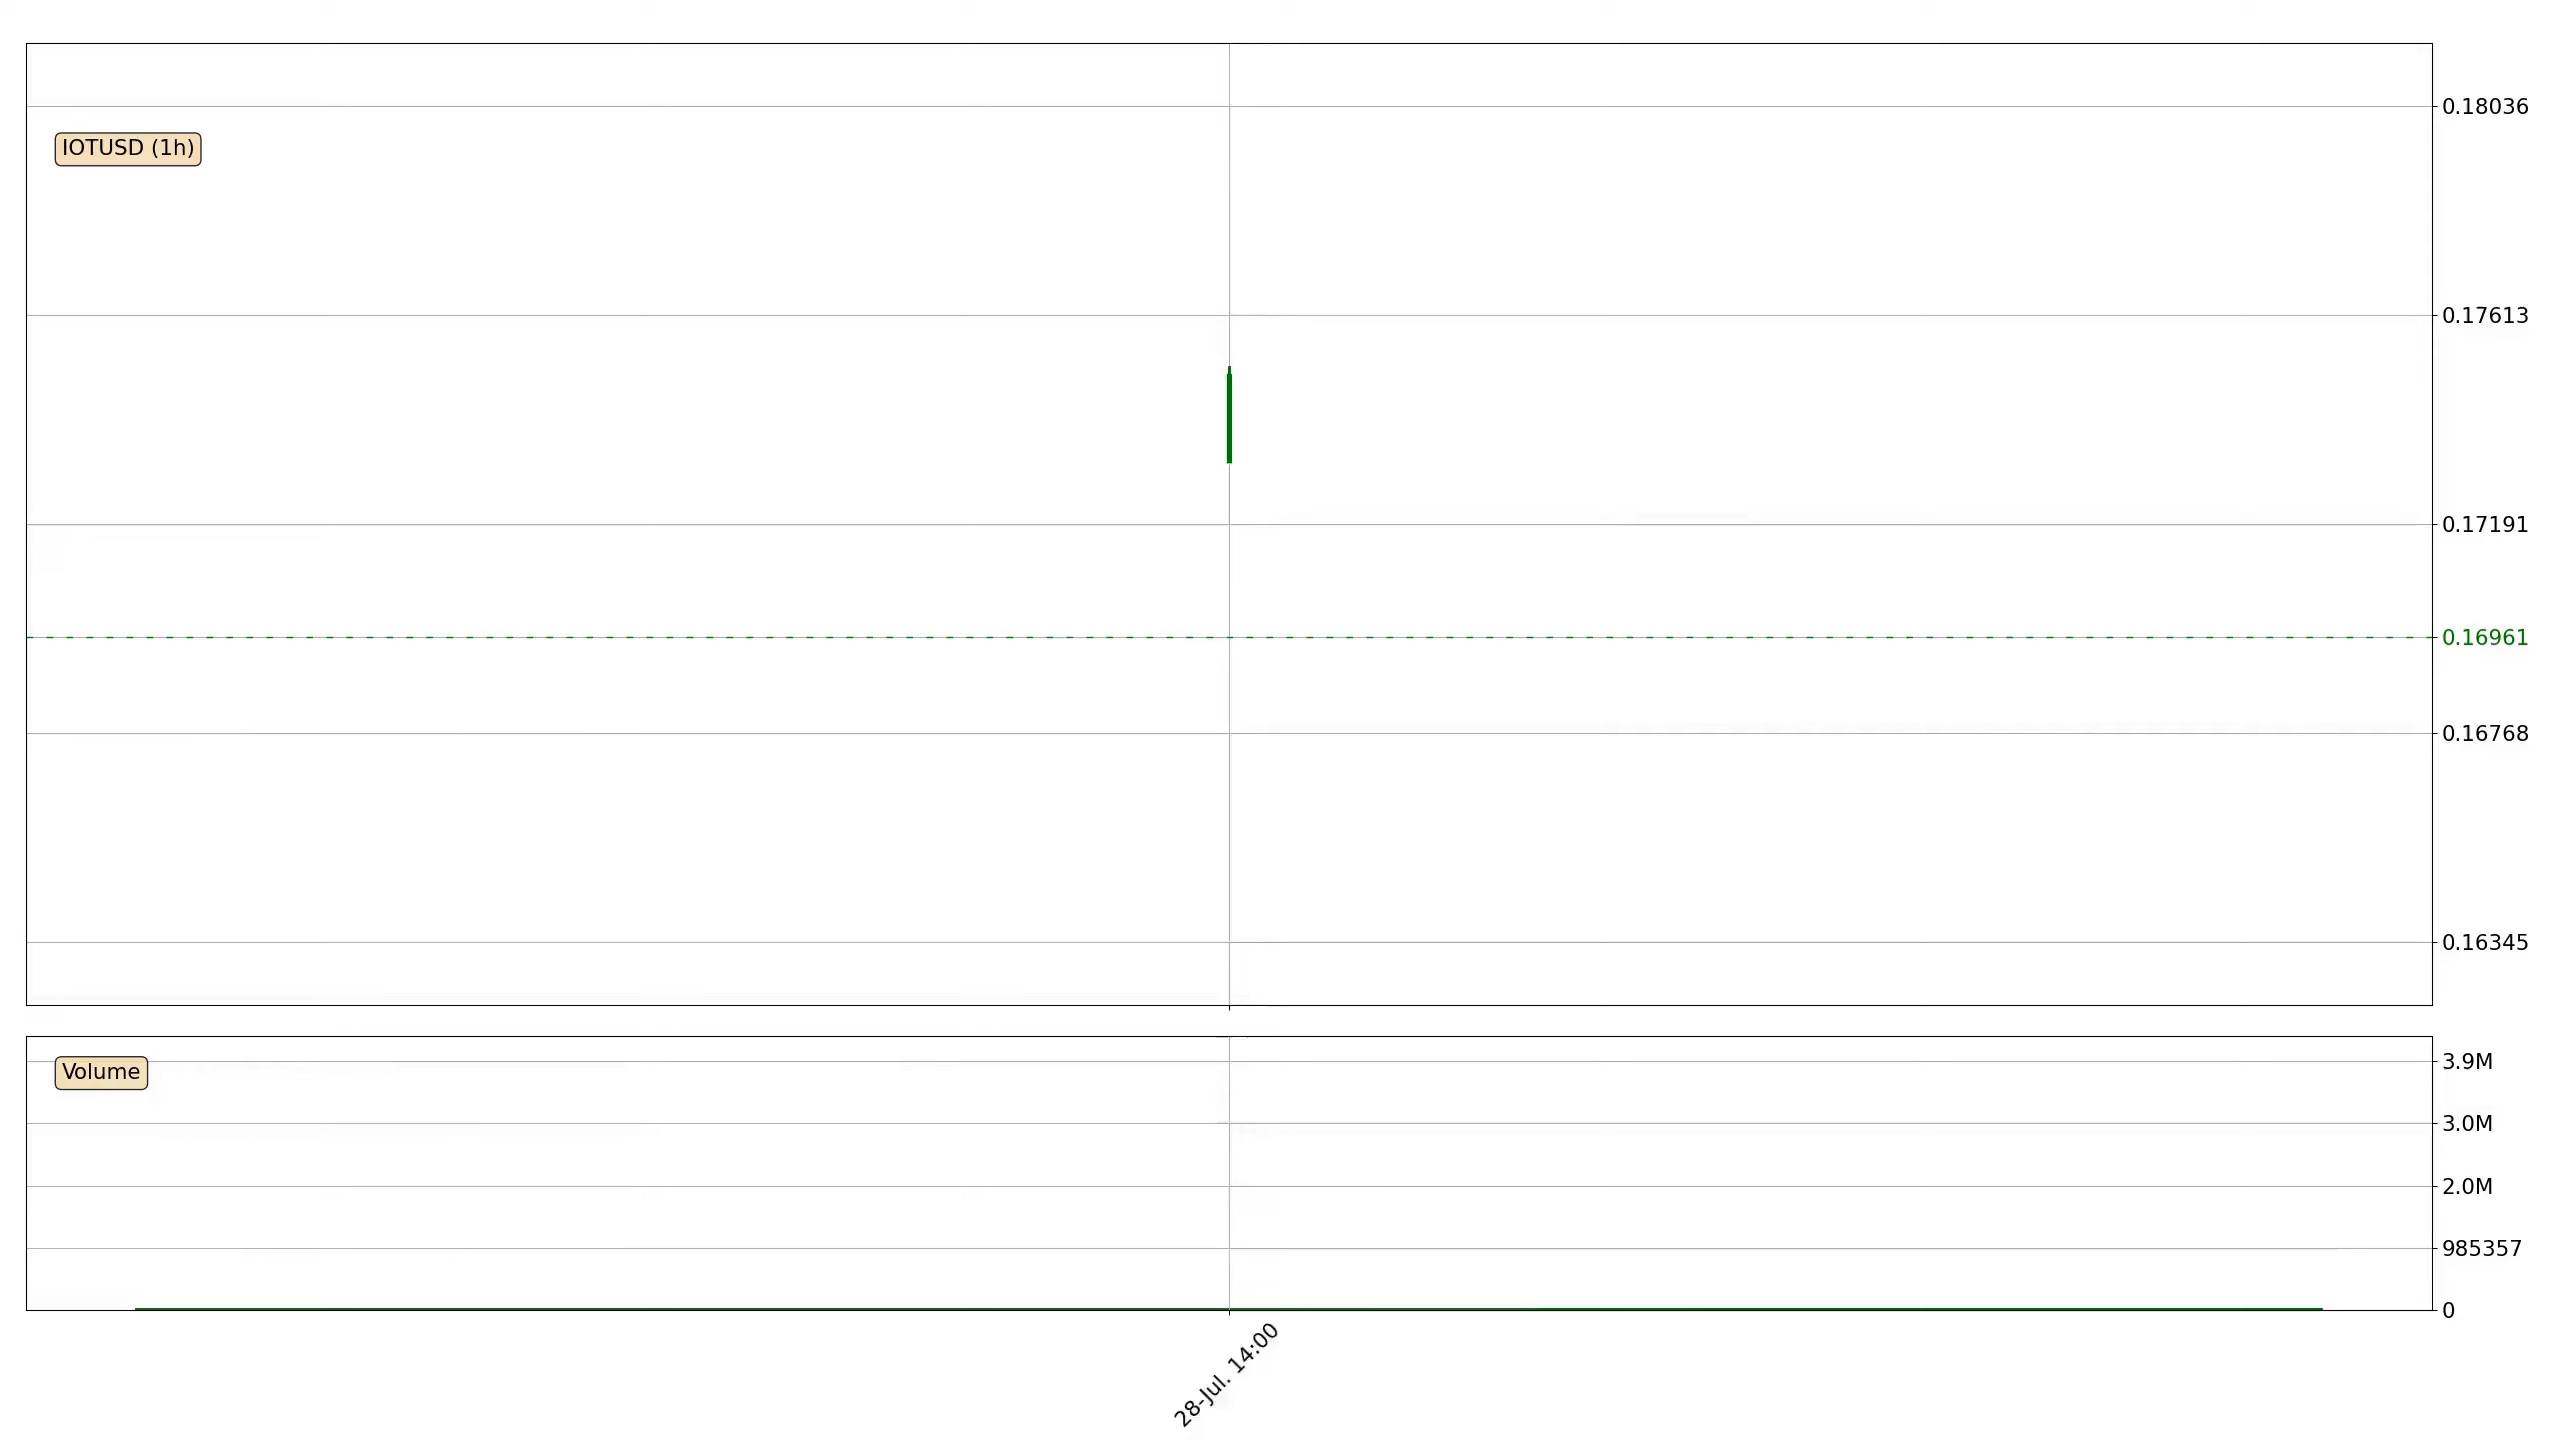 0.18036
IOTUSD (1h)
0.17613
0.17191
0.16961
0.16768
0.16345
Volume
3.9M
3.0M
2.0M
985357
0
28-Jul. 14:00